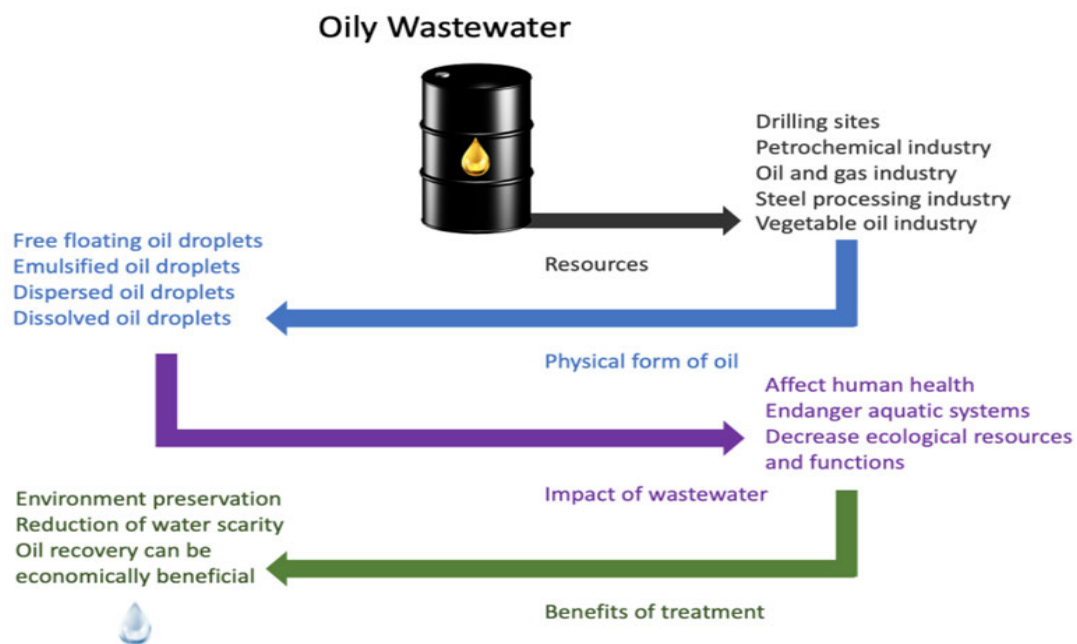 Oily Wastewater
Drilling sites
Petrochemical industry
Oil and gas industry
Steel processing industry
Vegetable oil industry
Resources
Free floating oil droplets
Emulsified oil droplets
Dispersed oil droplets
Dissolved oil droplets
Physical form of oil
Affect human health
Endanger aquatic systems
Decrease ecological resources
and functions
Impact of wastewater
Environment preservation
Reduction of water scarity
Oil recovery can be
economically beneficial
Benefits of treatment